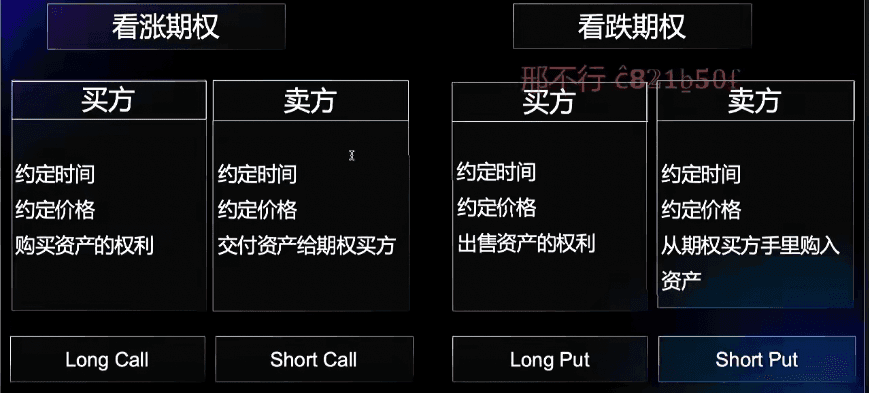 看涨期权
看跌期权
邢不行
买方
卖方
买方
卖方
约定时间
约定价格
购买资产的权利
约定时间
约定价格
交付资产给期权买方
约定时间
约定价格
出售资产的权利
约定时间
约定价格
从期权买方手里购入
资产
Long Call
Short Call
Long Put
Short Put